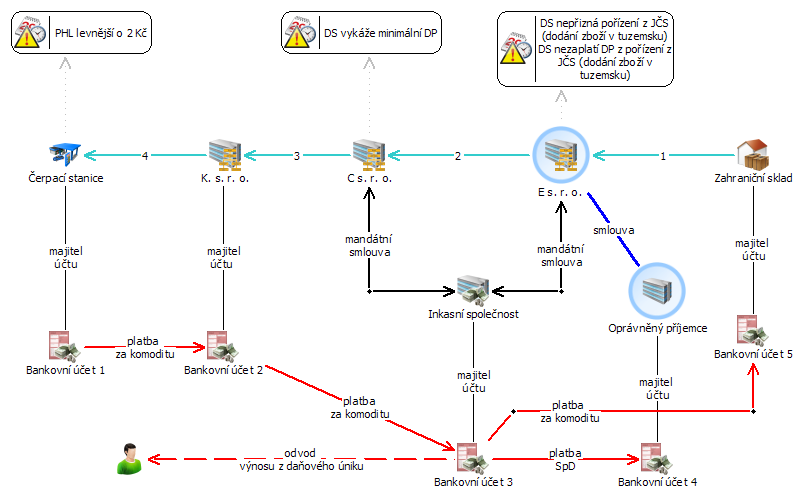 PHL levnější o 2 Kč
DS vykáže minimální DP
DS nepřizná pořízení z JČS
(dodání zboží v
tuzemsku)
DS nezaplatí DP z pořízení z
JČS (dodání zboží v
tuzemsku)
4
3
2
1
Čerpací stanice
K. s. r. o.
C s. r. o.
E s. r. o.
Zahraniční sklad
majitel
účtu
majitel
účtu
mandátní
smlouva
mandátní
smlouva
smlouva
majitel
účtu
Inkasní společnost
Oprávněný příjemce
platba
za komoditu
Bankovní účet 1
Bankovní účet 2
Bankovní účet 5
majitel
účtu
majitel
účtu
platba
za komoditu
platba
za komoditu
odvod
výnosu z daňového úniku
platba
SpD
Bankovní účet 3
Bankovní účet 4